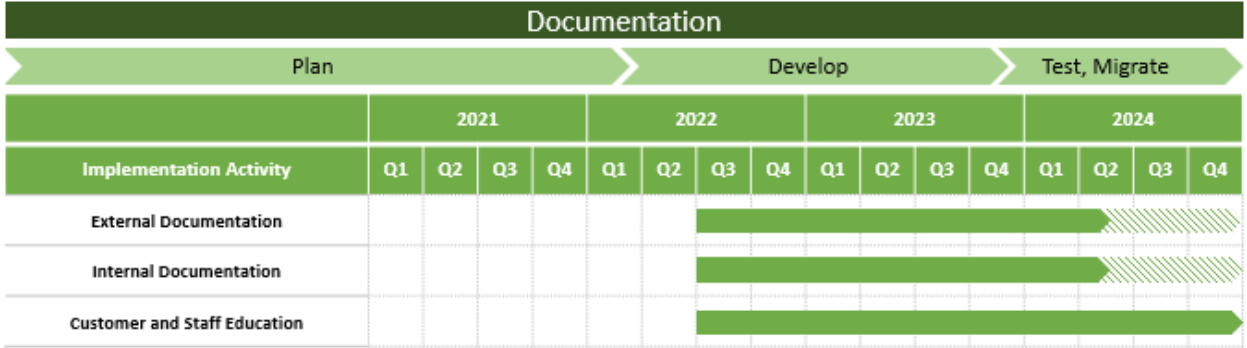 Documentation
Plan Develop Test, Migrate
2021 2022 2023 2024
Implementation Activity Q1 Q2 Q3 Q4 Q1 Q2 Q3 Q4 Q1 Q2 Q3 Q4 Q1 Q2 Q3 Q4
External Documentation
Internal Documentation
Customer and Staff Education